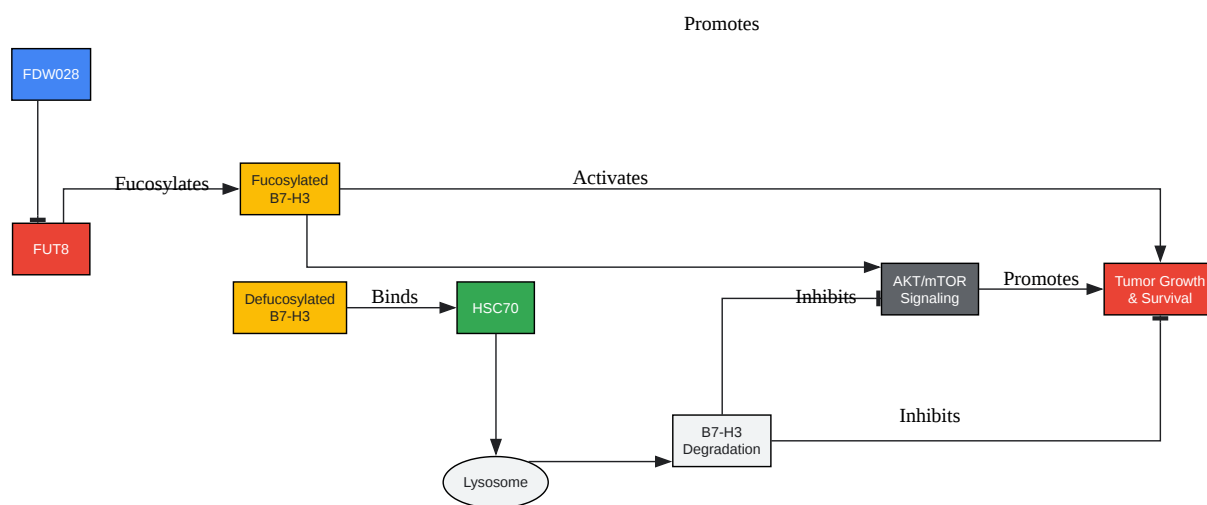 Promotes
FDW028
Fucosylates
Fucosylated
B7-H3
Activates
FUT8
AKT/mTOR
Signaling
Promotes
Tumor Growth
& Survival
Defucosylated
B7-H3
Binds
HSC70
Inhibits
B7-H3
Degradation
Inhibits
Lysosome